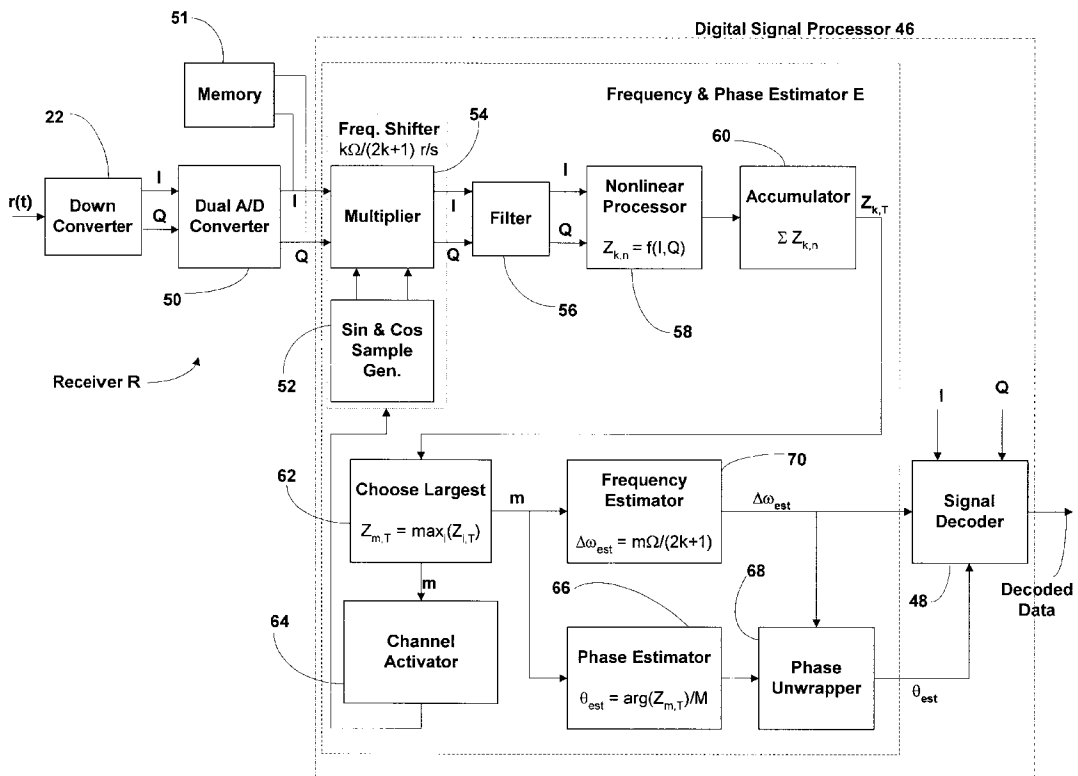 Digital Signal Processor 46
51
Memory
Frequency & Phase Estimator E
22
54
60
Freq. Shifter
kΩ/(2k+1) r/s
r(t)
Down
Converter
I
Q
Dual A/D
Converter
I
Q
Multiplier
I
Q
Filter
I
Q
Nonlinear
Processor
Z_{k,n} = f(I,Q)
Accumulator
Σ Z_{k,n}
Z_{k,T}
50
56
58
52
Sin & Cos
Sample
Gen.
Receiver R
I
Q
62
Choose Largest
Z_{m,T} = max_{l}(Z_{l,T})
m
70
Frequency
Estimator
Δω_{est} = mΩ/(2k+1)
Δω_{est}
Signal
Decoder
m
66
68
48
Decoded
Data
64
Channel
Activator
Phase Estimator
θ_{est} = arg(Z_{m,T})/M
Phase
Unwrapper
θ_{est}